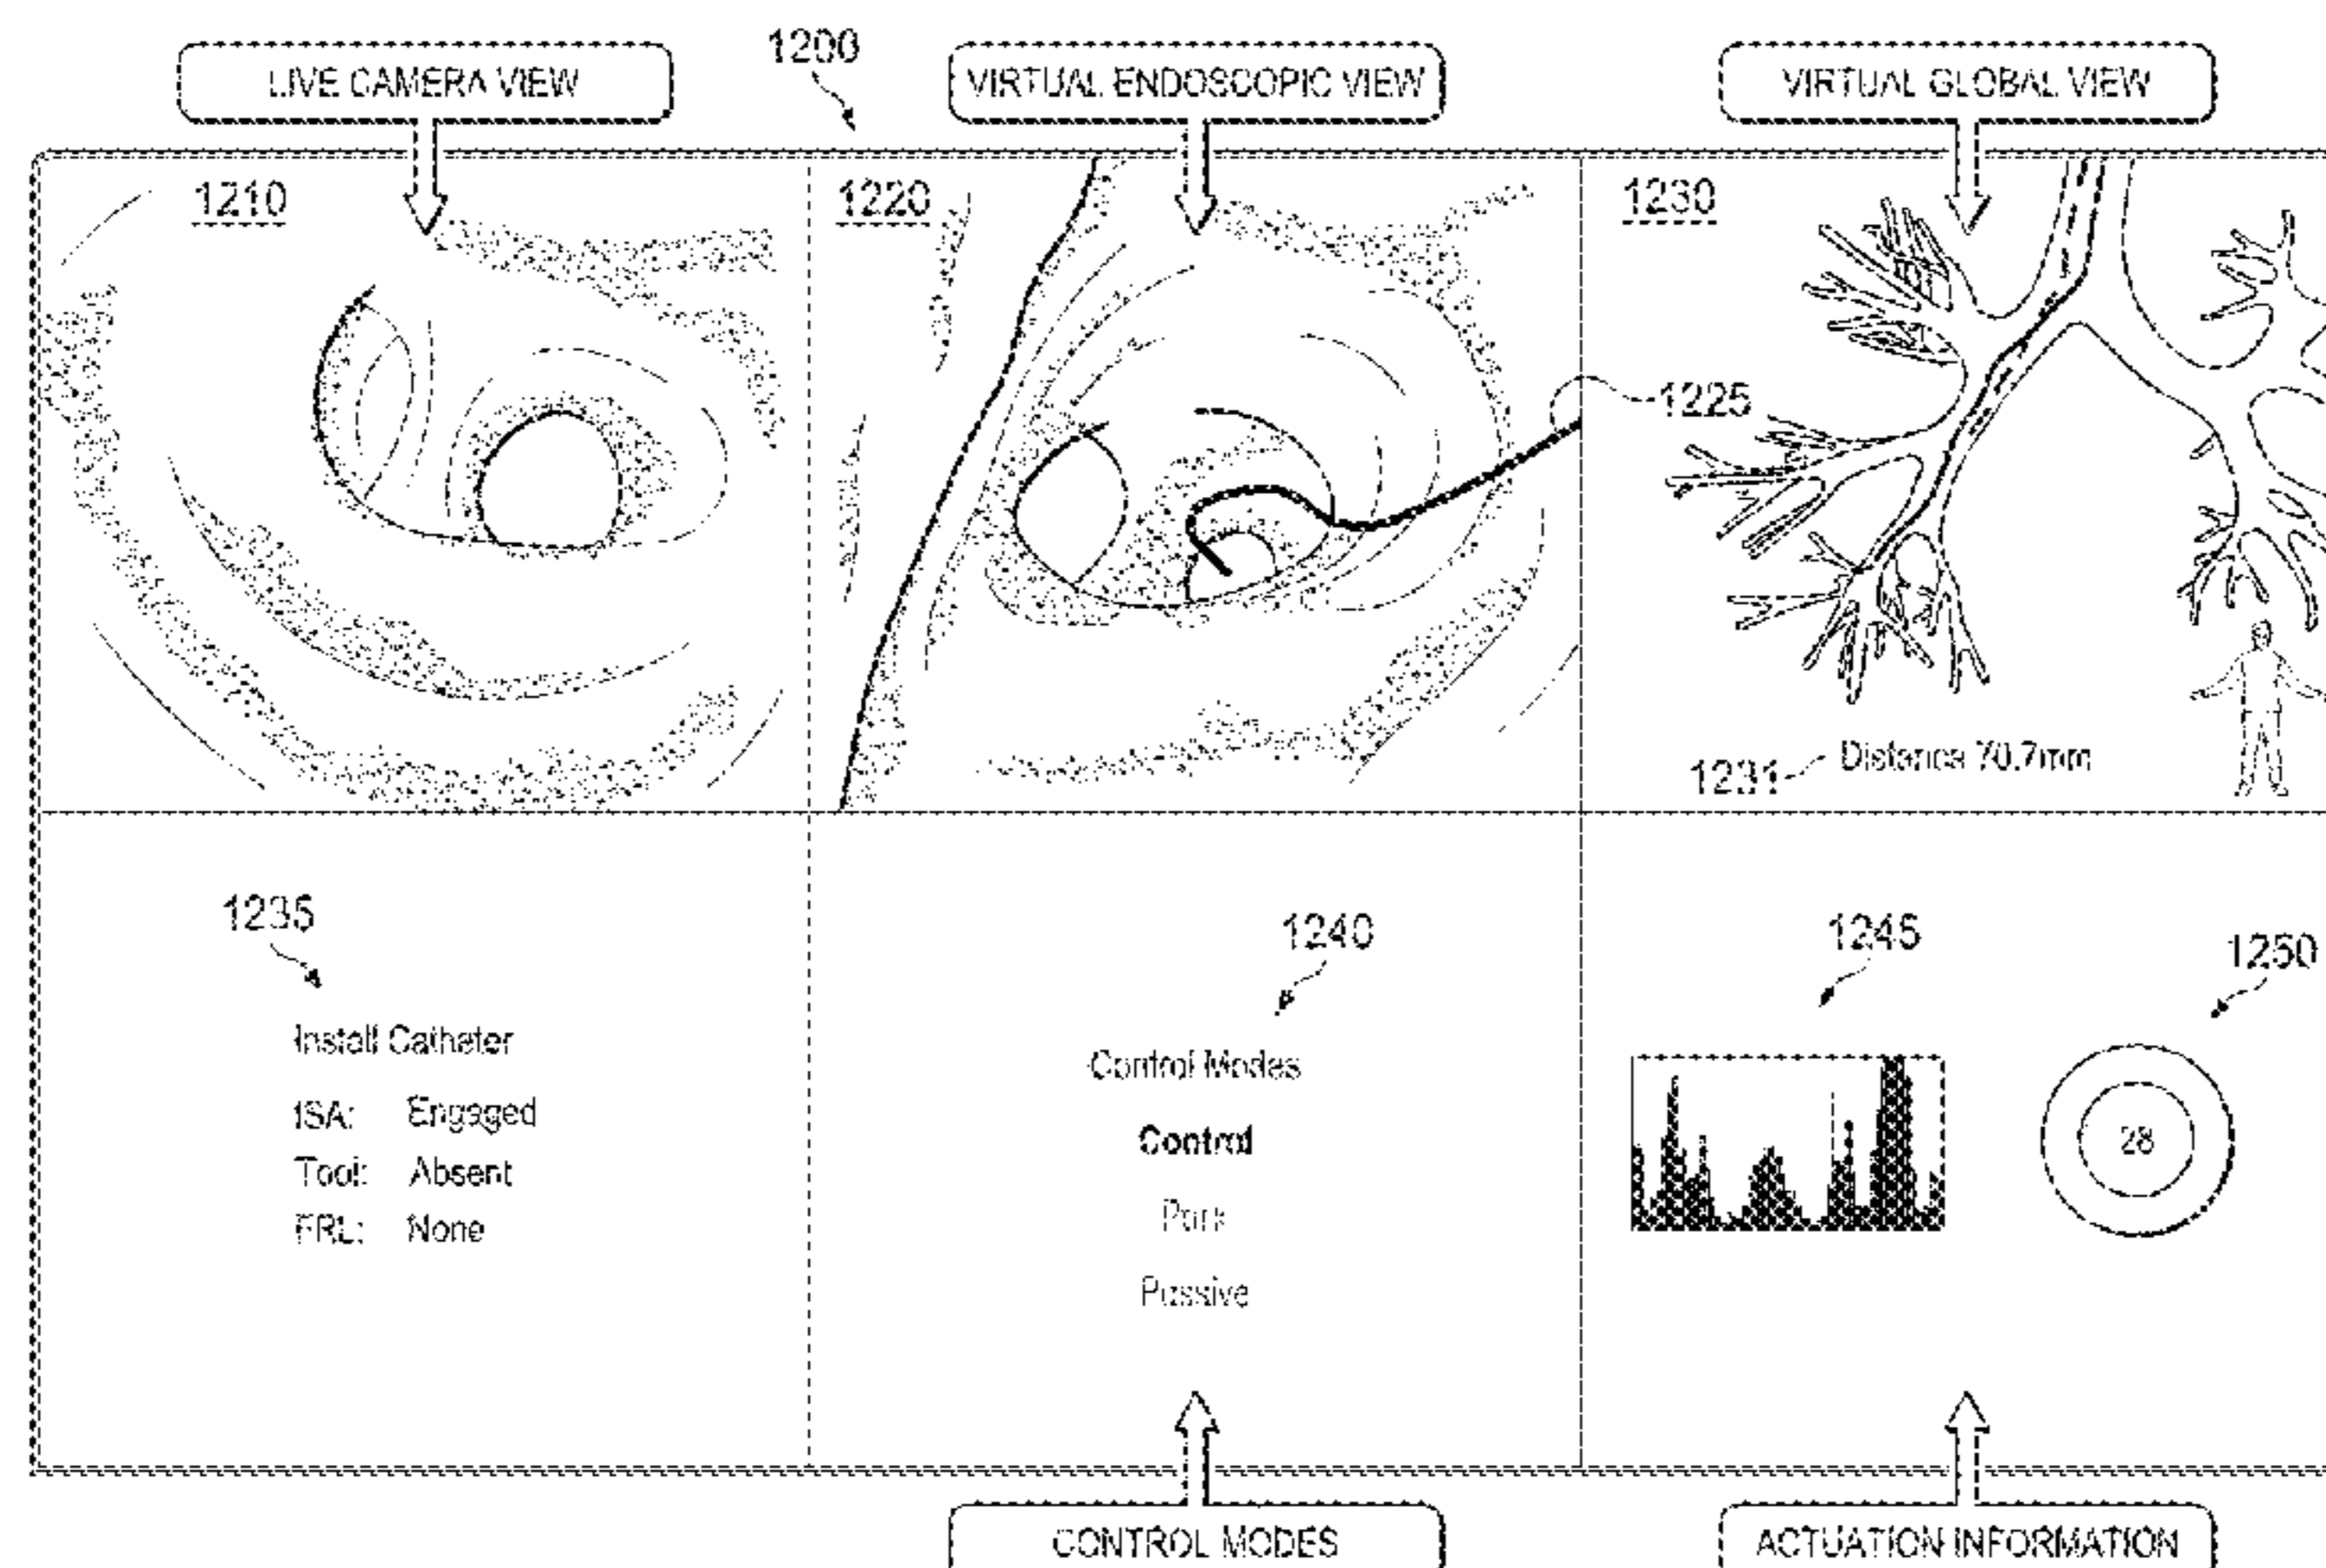 1200
LIVE CAMERA VIEW
VIRTUAL ENDOSCOPIC VIEW
VIRTUAL GLOBAL VIEW
1210
1220
1230
1225
1231
Distance 70.7mm
1235
1240
1245
1250
Install Catheter
ISA: Engaged
Tool: Absent
FRL: None
Control Modes
Control
Park
Passive
28
CONTROL MODES
ACTUATION INFORMATION